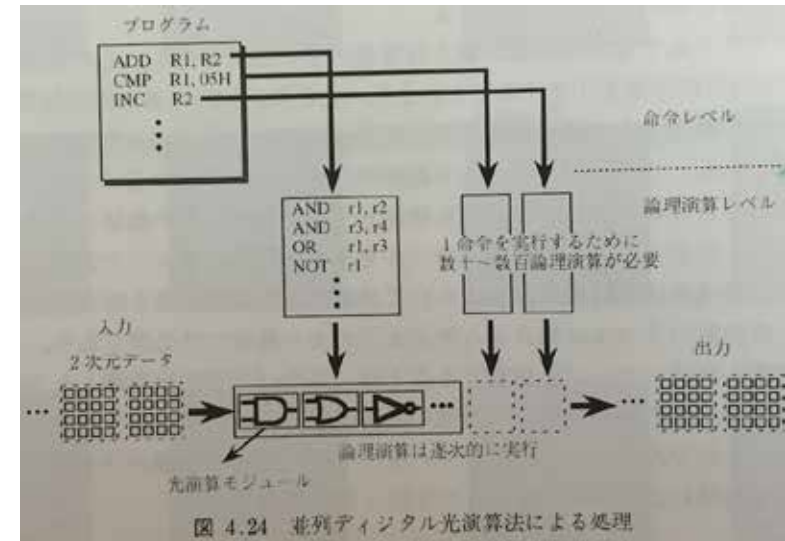 プログラム
ADD R1, R2
CMP R1, 05H
INC R2
命令レベル
論理演算レベル
AND r1, r2
AND r3, r4
OR r1, r3
NOT r1
1命令を実行するために
数十~数百論理演算が必要
入力
2次元データ
出力
論理演算は逐次的に実行
光演算モジュール
図 4.24 並列ディジタル光演算法による処理